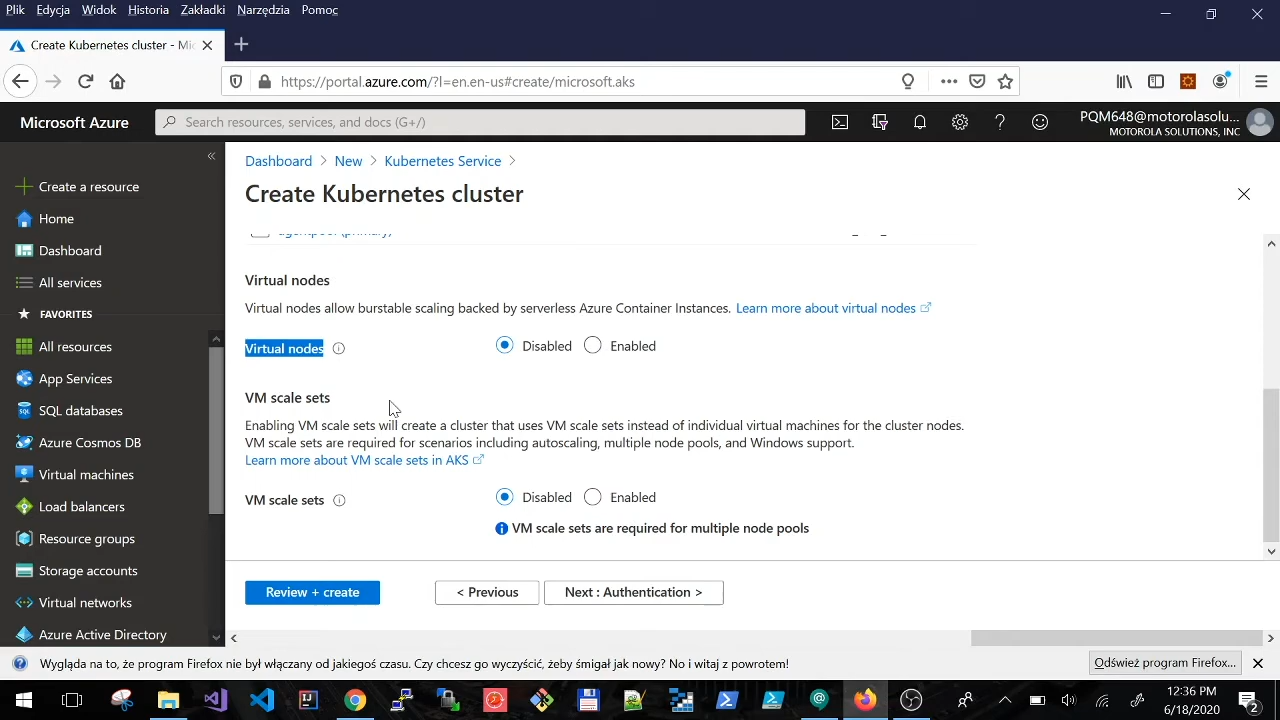 Plik Edycja Widok Historia Zakładki Narzędzia Pomoc
Create Kubernetes cluster - Mic
https://portal.azure.com/?l=en.en-us#create/microsoft.aks
Microsoft Azure
Search resources, services, and docs (G+/)
PQM648@motorolasolu...
MOTOROLA SOLUTIONS, INC
Create a resource
Home
Dashboard
All services
FAVORITES
All resources
App Services
SQL databases
Azure Cosmos DB
Virtual machines
Load balancers
Resource groups
Storage accounts
Virtual networks
Azure Active Directory
Dashboard > New > Kubernetes Service >
Create Kubernetes cluster
agentpool (primary)
Virtual nodes
Virtual nodes allow burstable scaling backed by serverless Azure Container Instances. Learn more about virtual nodes
Virtual nodes Disabled Enabled
VM scale sets
Enabling VM scale sets will create a cluster that uses VM scale sets instead of individual virtual machines for the cluster nodes.
VM scale sets are required for scenarios including autoscaling, multiple node pools, and Windows support.
Learn more about VM scale sets in AKS
VM scale sets Disabled Enabled
VM scale sets are required for multiple node pools
Review + create < Previous Next : Authentication >
Wygląda na to, że program Firefox nie był włączany od jakiegoś czasu. Czy chcesz go wyczyścić, żeby śmigał jak nowy? No i witaj z powrotem!
Odśwież program Firefox...
12:36 PM
6/18/2020
2